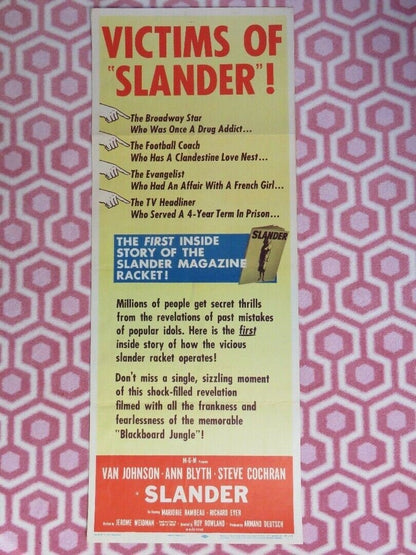 VICTIMS OF
"SLANDER"!
The Broadway Star
Who Was Once A Drug Addict...
The Football Coach
Who Has A Clandestine Love Nest...
The Evangelist
Who Had An Affair With A French Girl...
The TV Headliner
Who Served A 4-Year Term In Prison...
THE FIRST INSIDE
STORY OF THE
SLANDER MAGAZINE
RACKET!
SLANDER
Millions of people get secret thrills
from the revelations of past mistakes
of popular idols. Here is the first
inside story of how the vicious
slander racket operates!
Don't miss a single, sizzling moment
of this shock-filled revelation
filmed with all the frankness and
fearlessness of the memorable
"Blackboard Jungle"!
M-G-M Presents
VAN JOHNSON · ANN BLYTH · STEVE COCHRAN
in SLANDER
MARJORIE RAMBEAU · RICHARD EYER
JEROME WEIDMAN ROY ROWLAND ARMAND DEUTSCH